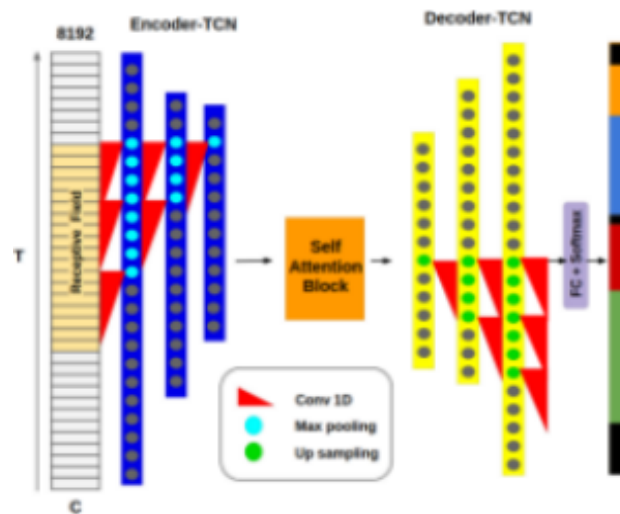 Encoder-TCN
Decoder-TCN
8192
Receptive Field
T
Self
Attention
Block
FC + Softmax
Conv 1D
Max pooling
Up sampling
C